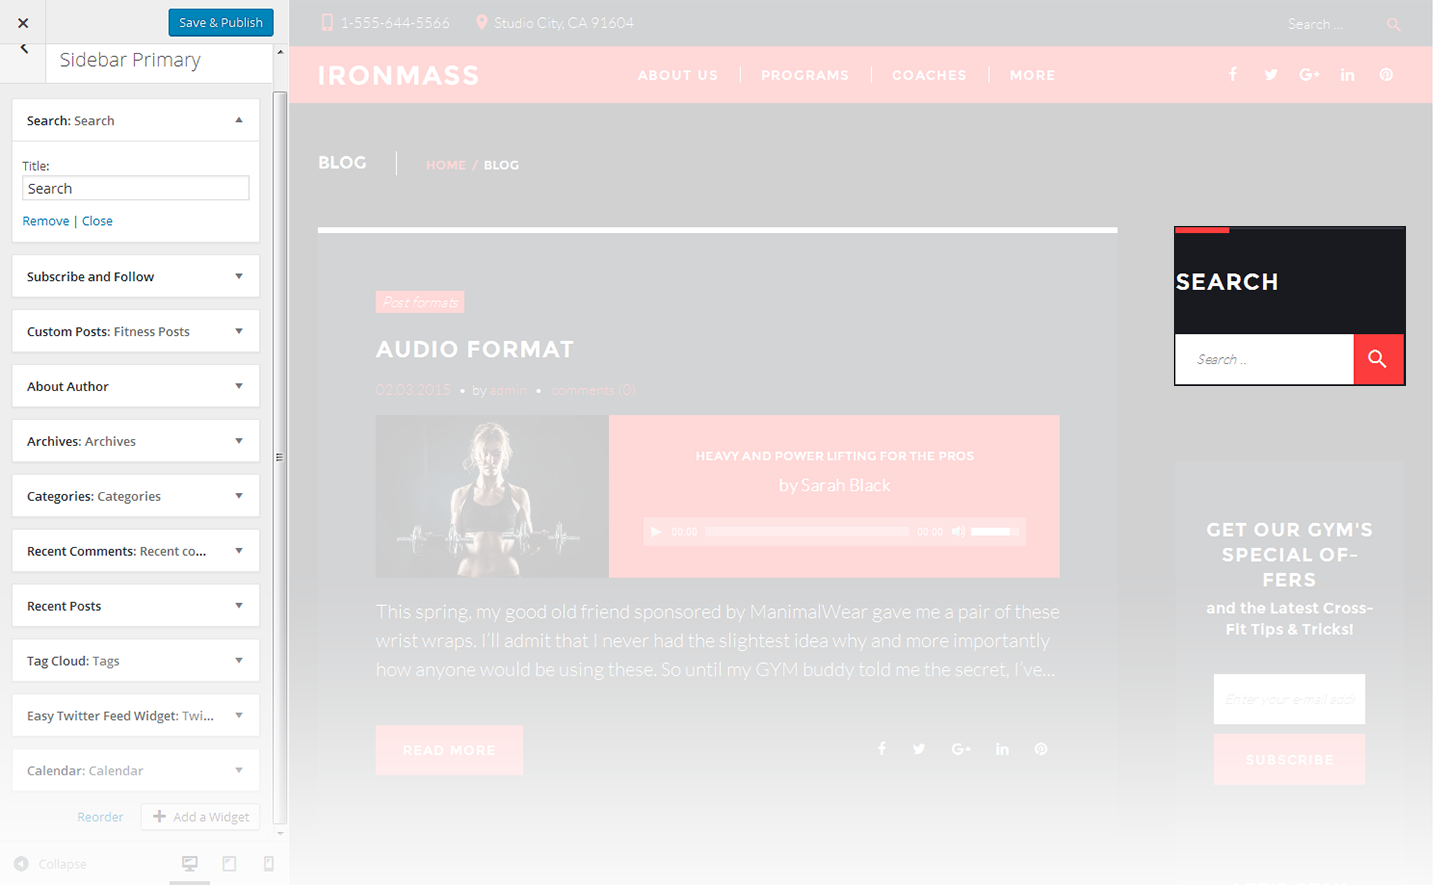 Save & Publish
Sidebar Primary
Search: Search
Title:
Search
Remove | Close
Subscribe and Follow
Custom Posts: Fitness Posts
About Author
Archives: Archives
Categories: Categories
Recent Comments: Recent co...
Recent Posts
Tag Cloud: Tags
Easy Twitter Feed Widget: Twi...
Calendar: Calendar
Reorder
Add a Widget
Collapse
1-555-644-5566
Studio City, CA 91604
Search ...
IRONMASS
ABOUT US
PROGRAMS
COACHES
MORE
BLOG
HOME / BLOG
Post formats
AUDIO FORMAT
02.03.2015 • by admin • comments (0)
HEAVY AND POWER LIFTING FOR THE PROS
by Sarah Black
00:00
00:00
This spring, my good old friend sponsored by ManimalWear gave me a pair of these
wrist wraps. I'll admit that I never had the slightest idea why and more importantly
how anyone would be using these. So until my GYM buddy told me the secret, I've...
READ MORE
SEARCH
Search ..
GET OUR GYM'S
SPECIAL OF-
FERS
and the Latest Cross-
Fit Tips & Tricks!
Enter your e-mail addr
SUBSCRIBE